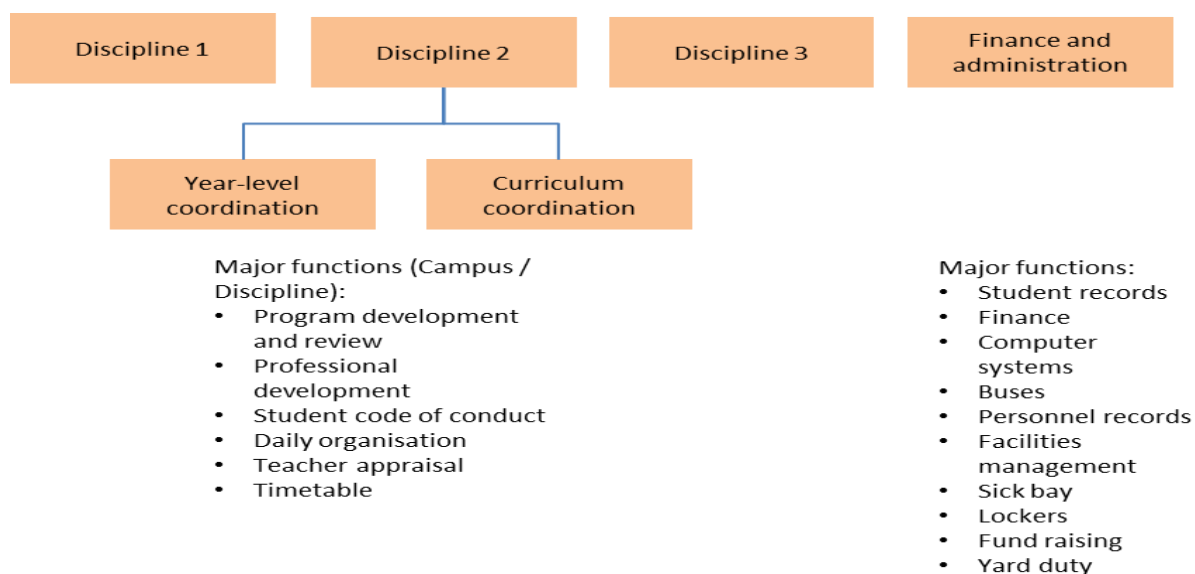 Discipline 1
Discipline 2
Discipline 3
Finance and
administration
Year-level
coordination
Curriculum
coordination
Major functions (Campus /
Discipline):
• Program development
and review
• Professional
development
• Student code of conduct
• Daily organisation
• Teacher appraisal
• Timetable
Major functions:
• Student records
• Finance
• Computer
systems
• Buses
• Personnel records
• Facilities
management
• Sick bay
• Lockers
• Fund raising
• Yard duty